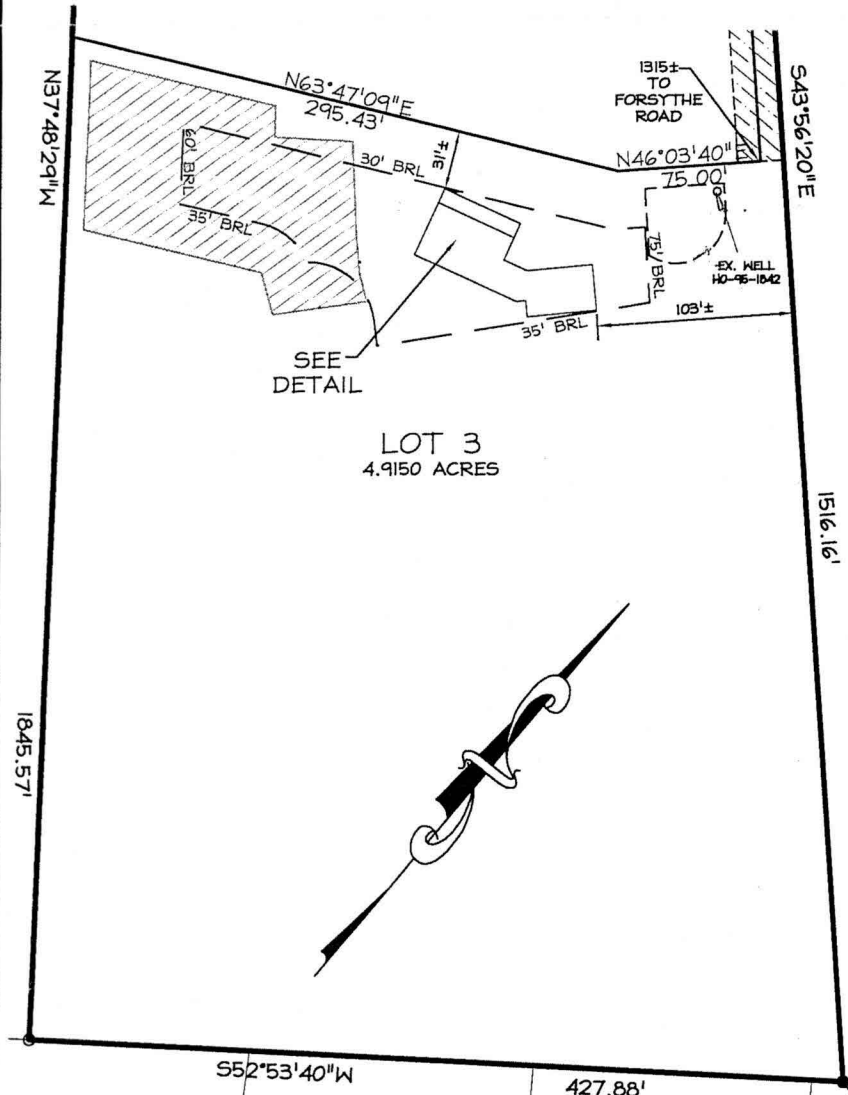 N37°48'29"W
N63°47'09"E
295.43'
1315±
TO
FORSYTHE
ROAD
S43°56'20"E
N46°03'40"E
75.00'
60' BRL
30' BRL
31'±
35' BRL
75' BRL
EX. WELL
HO-95-1842
103'±
35' BRL
SEE
DETAIL
LOT 3
4.9150 ACRES
1516.16'
1845.57'
S52°53'40"W
427.88'